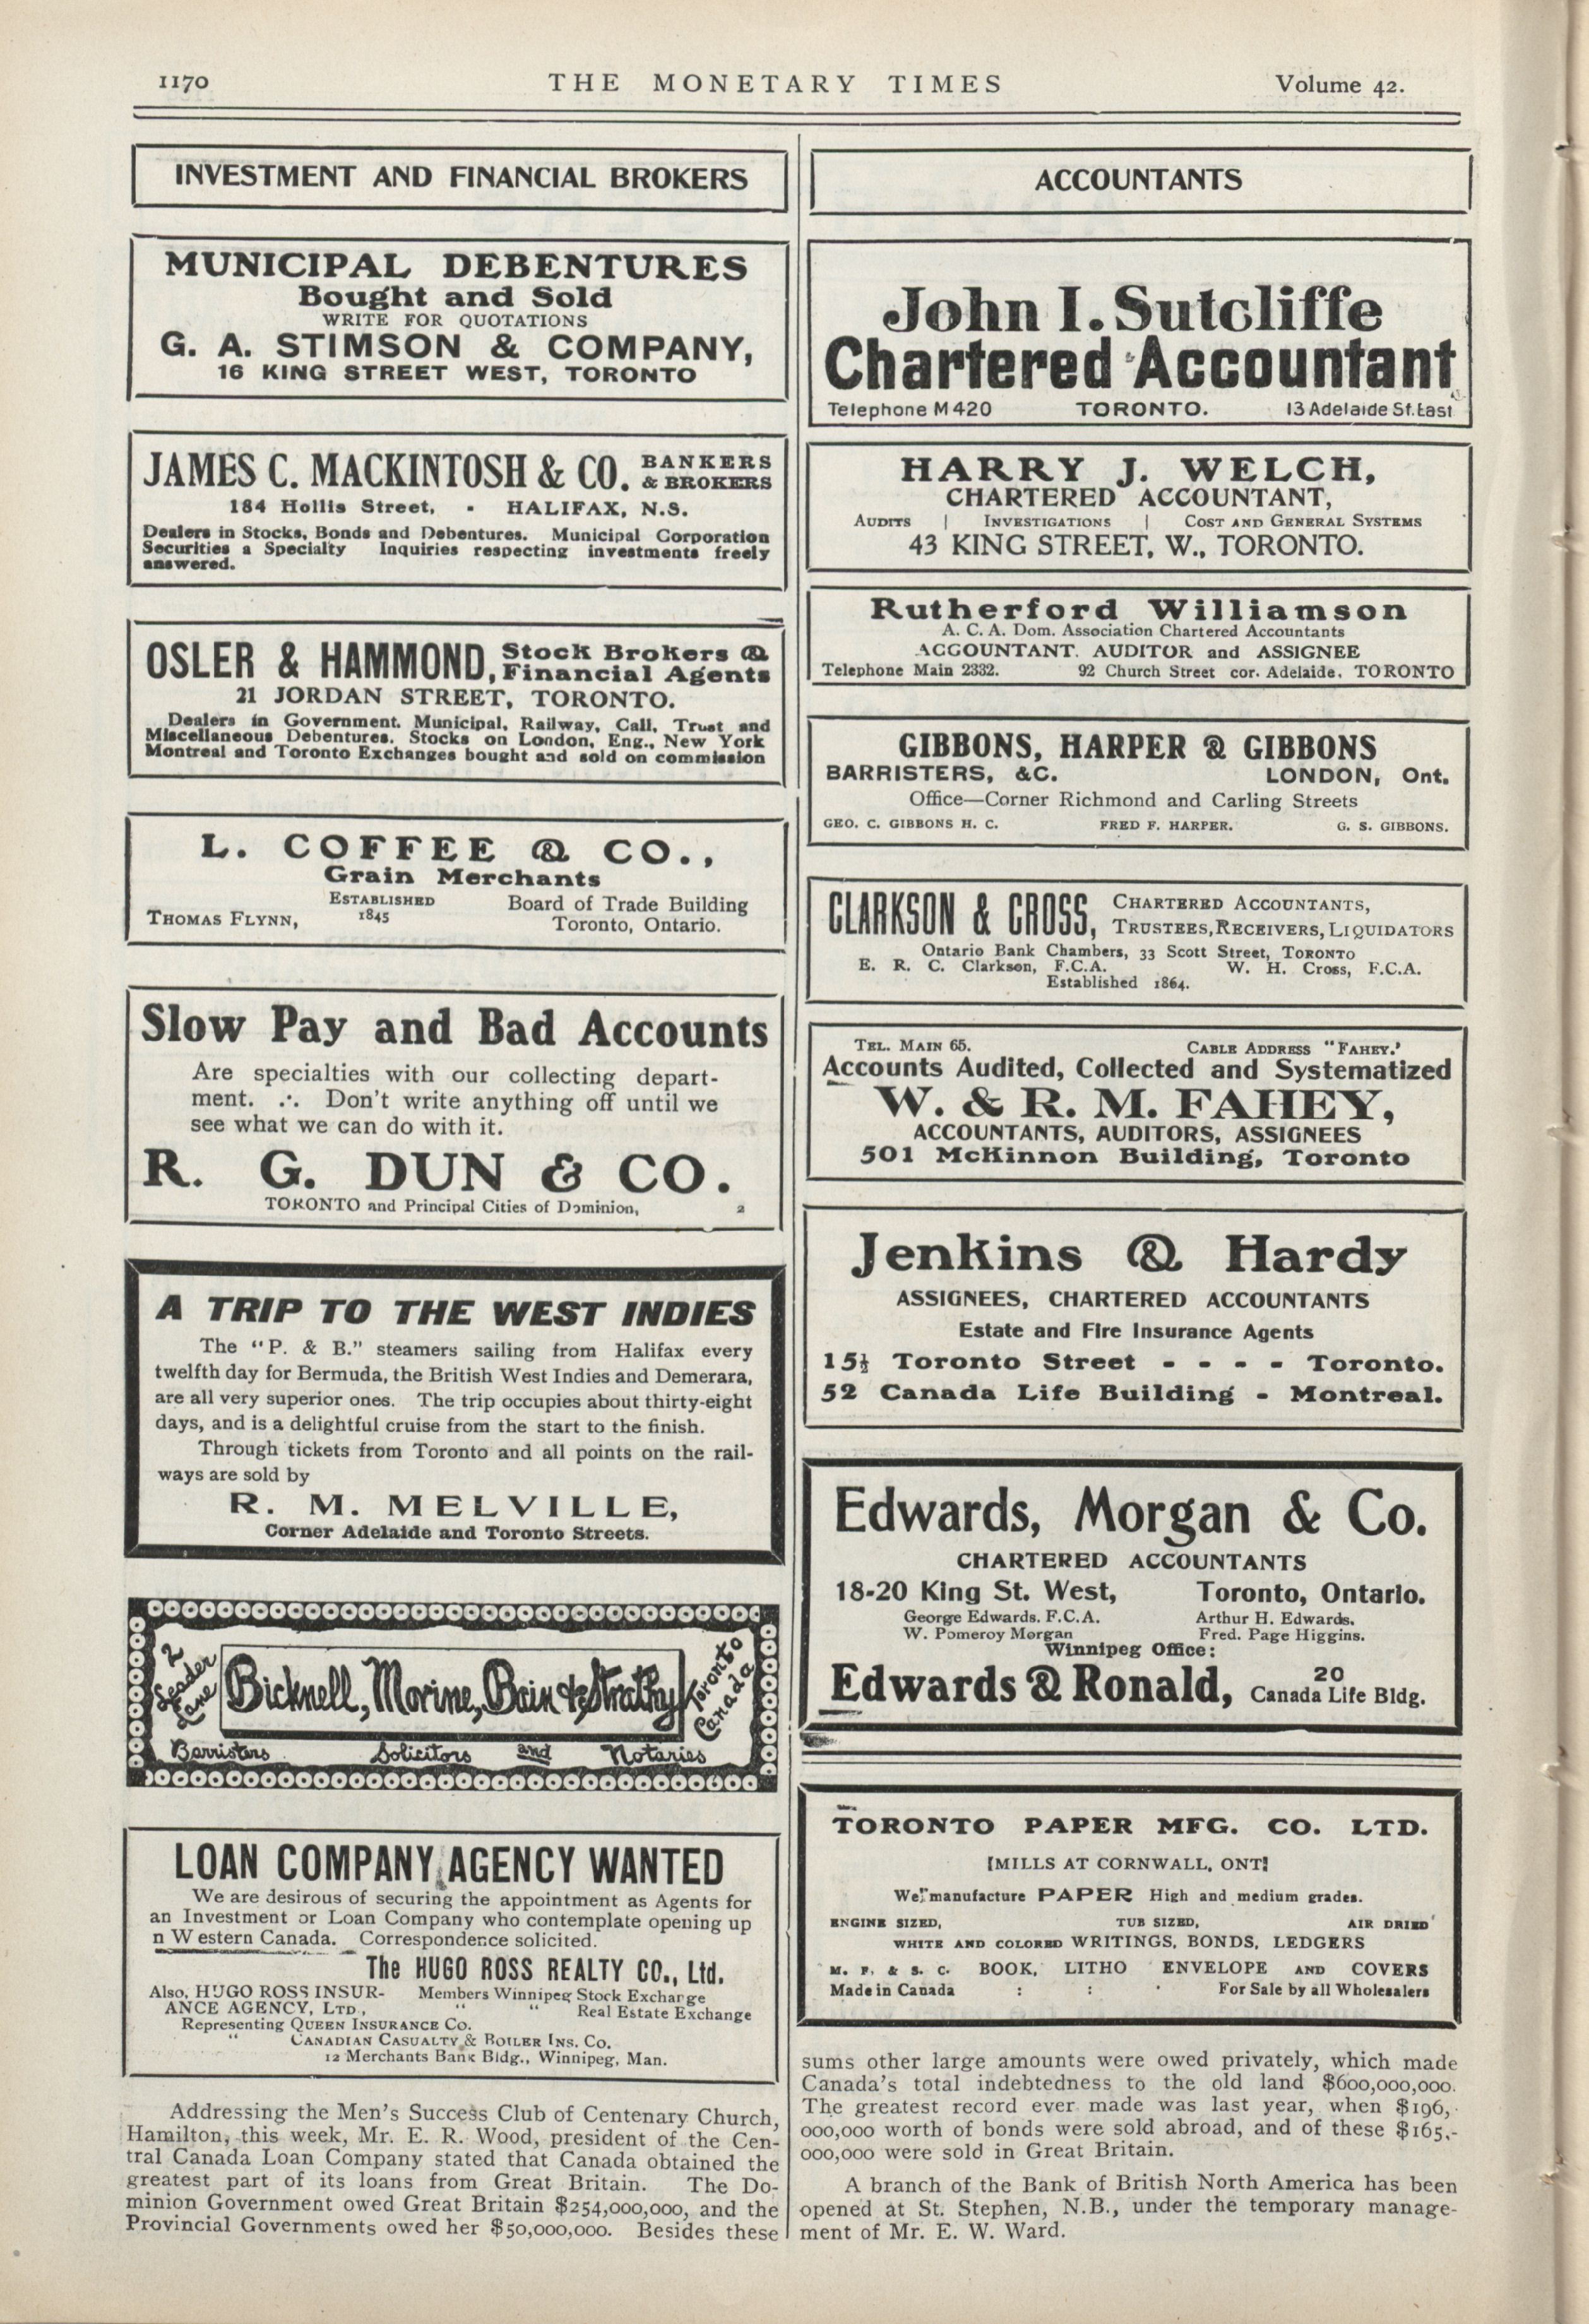 1170
THE MONETARY TIMES
Volume 42.
INVESTMENT AND FINANCIAL BROKERS
MUNICIPAL DEBENTURES
Bought and Sold
WRITE FOR QUOTATIONS
G. A. STIMSON & COMPANY,
16 KING STREET WEST, TORONTO
JAMES C. MACKINTOSH & CO. BANKERS
& BROKERS
184 Hollis Street, - HALIFAX, N.S.
Dealers in Stocks, Bonds and Debentures. Municipal Corporation
Securities a Specialty Inquiries respecting investments freely
answered.
OSLER & HAMMOND, Stock Brokers &
Financial Agents
21 JORDAN STREET, TORONTO.
Dealers in Government, Municipal, Railway, Call, Trust and
Miscellaneous Debentures. Stocks on London, Eng., New York
Montreal and Toronto Exchanges bought and sold on commission
L. COFFEE & CO.,
Grain Merchants
THOMAS FLYNN,
ESTABLISHED
1845
Board of Trade Building
Toronto, Ontario.
Slow Pay and Bad Accounts
Are specialties with our collecting depart-
ment. .·. Don't write anything off until we
see what we can do with it.
R. G. DUN & CO.
TORONTO and Principal Cities of Dominion, 2
A TRIP TO THE WEST INDIES
The "P. & B." steamers sailing from Halifax every
twelfth day for Bermuda, the British West Indies and Demerara,
are all very superior ones. The trip occupies about thirty-eight
days, and is a delightful cruise from the start to the finish.
Through tickets from Toronto and all points on the rail-
ways are sold by
R. M. MELVILLE,
Corner Adelaide and Toronto Streets.
2
Leader
Lane
Bicknell, Morine, Bain & Strathy
Toronto
Canada
Barristers Solicitors and Notaries
LOAN COMPANY AGENCY WANTED
We are desirous of securing the appointment as Agents for
an Investment or Loan Company who contemplate opening up
n Western Canada. Correspondence solicited.
The HUGO ROSS REALTY CO., Ltd.
Also, HUGO ROSS INSUR- Members Winnipeg Stock Exchange
ANCE AGENCY, LTD., " " Real Estate Exchange
Representing QUEEN INSURANCE CO.
" CANADIAN CASUALTY & BOILER INS. CO.
12 Merchants Bank Bldg., Winnipeg, Man.
Addressing the Men's Success Club of Centenary Church,
Hamilton, this week, Mr. E. R. Wood, president of the Cen-
tral Canada Loan Company stated that Canada obtained the
greatest part of its loans from Great Britain. The Do-
minion Government owed Great Britain $254,000,000, and the
Provincial Governments owed her $50,000,000. Besides these
ACCOUNTANTS
John I. Sutcliffe
Chartered Accountant
Telephone M 420 TORONTO. 13 Adelaide St. East
HARRY J. WELCH,
CHARTERED ACCOUNTANT,
AUDITS | INVESTIGATIONS | COST AND GENERAL SYSTEMS
43 KING STREET, W., TORONTO.
Rutherford Williamson
A. C. A. Dom. Association Chartered Accountants
ACCOUNTANT. AUDITOR and ASSIGNEE
Telephone Main 2332. 92 Church Street cor. Adelaide, TORONTO
GIBBONS, HARPER & GIBBONS
BARRISTERS, &C. LONDON, Ont.
Office—Corner Richmond and Carling Streets
GEO. C. GIBBONS H. C. FRED F. HARPER. G. S. GIBBONS.
CLARKSON & CROSS, CHARTERED ACCOUNTANTS,
TRUSTEES, RECEIVERS, LIQUIDATORS
Ontario Bank Chambers, 33 Scott Street, TORONTO
E. R. C. Clarkson, F.C.A. W. H. Cross, F.C.A.
Established 1864.
TEL. MAIN 65. CABLE ADDRESS "FAHEY.'
Accounts Audited, Collected and Systematized
W. & R. M. FAHEY,
ACCOUNTANTS, AUDITORS, ASSIGNEES
501 McKinnon Building, Toronto
Jenkins & Hardy
ASSIGNEES, CHARTERED ACCOUNTANTS
Estate and Fire Insurance Agents
15½ Toronto Street - - - - Toronto.
52 Canada Life Building - Montreal.
Edwards, Morgan & Co.
CHARTERED ACCOUNTANTS
18-20 King St. West, Toronto, Ontario.
George Edwards. F.C.A. Arthur H. Edwards.
W. Pomeroy Morgan Fred. Page Higgins.
Winnipeg Office:
Edwards & Ronald, 20
Canada Life Bldg.
TORONTO PAPER MFG. CO. LTD.
MILLS AT CORNWALL, ONT
We manufacture PAPER High and medium grades.
ENGINE SIZED, TUB SIZED, AIR DRIED
WHITE AND COLORED WRITINGS, BONDS, LEDGERS
M. F. & S. C. BOOK, LITHO ENVELOPE AND COVERS
Made in Canada : : For Sale by all Wholesalers
sums other large amounts were owed privately, which made
Canada's total indebtedness to the old land $600,000,000.
The greatest record ever made was last year, when $196,-
000,000 worth of bonds were sold abroad, and of these $165,-
000,000 were sold in Great Britain.
A branch of the Bank of British North America has been
opened at St. Stephen, N.B., under the temporary manage-
ment of Mr. E. W. Ward.